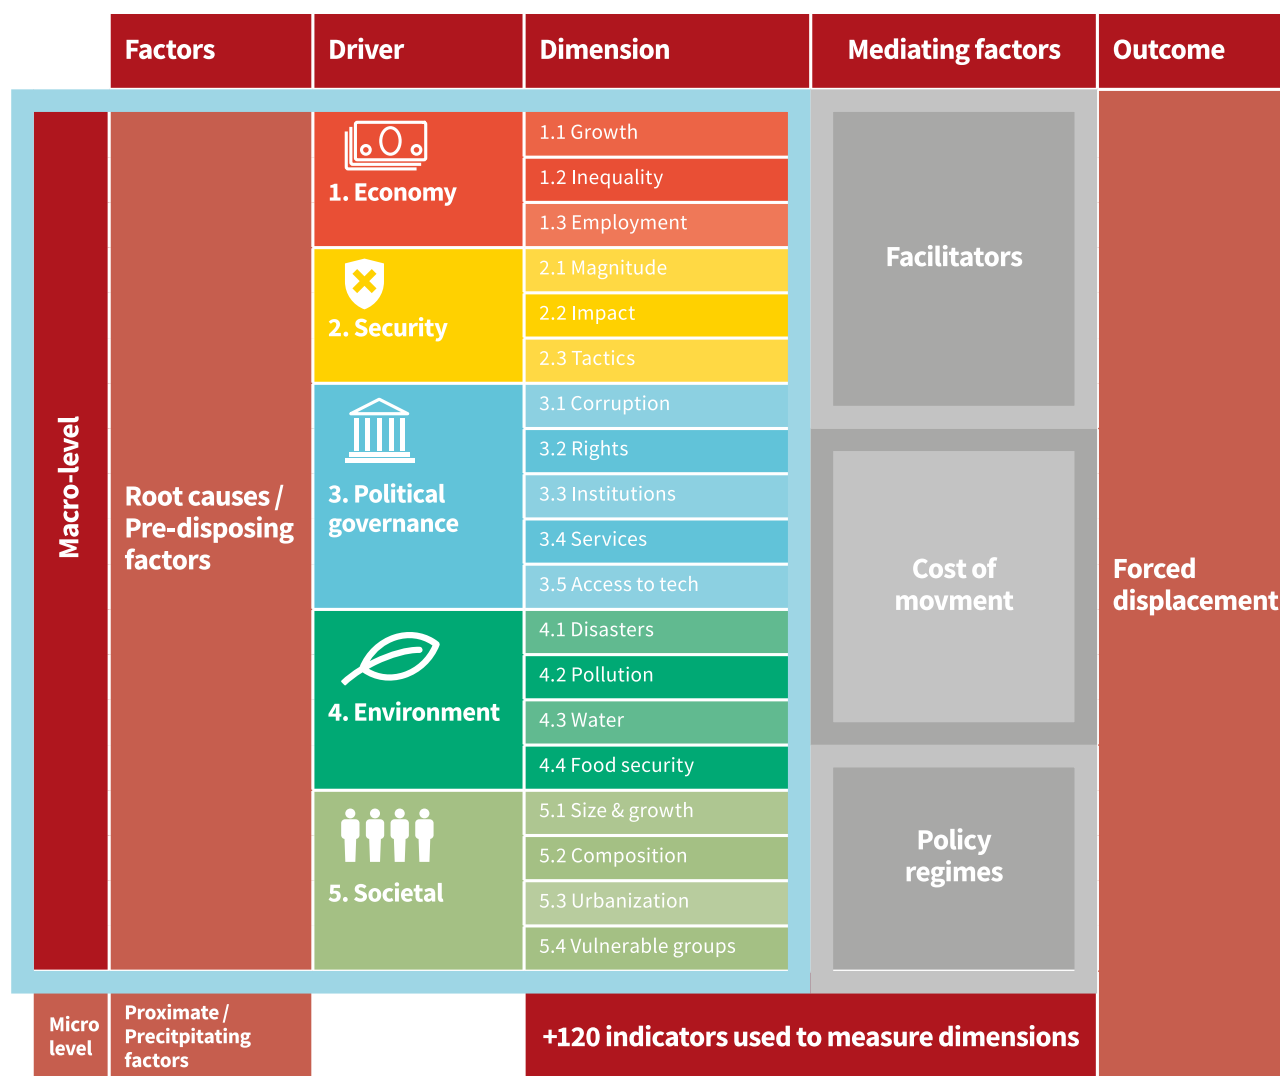 Factors
Driver
Dimension
Mediating factors
Outcome
Macro-level
Root causes /
Pre-disposing
factors
1. Economy
1.1 Growth
1.2 Inequality
1.3 Employment
2. Security
2.1 Magnitude
2.2 Impact
2.3 Tactics
3. Political
governance
3.1 Corruption
3.2 Rights
3.3 Institutions
3.4 Services
3.5 Access to tech
4. Environment
4.1 Disasters
4.2 Pollution
4.3 Water
4.4 Food security
5. Societal
5.1 Size & growth
5.2 Composition
5.3 Urbanization
5.4 Vulnerable groups
Facilitators
Cost of
movment
Policy
regimes
Forced
displacement
Micro
level
Proximate /
Precitpitating
factors
+120 indicators used to measure dimensions